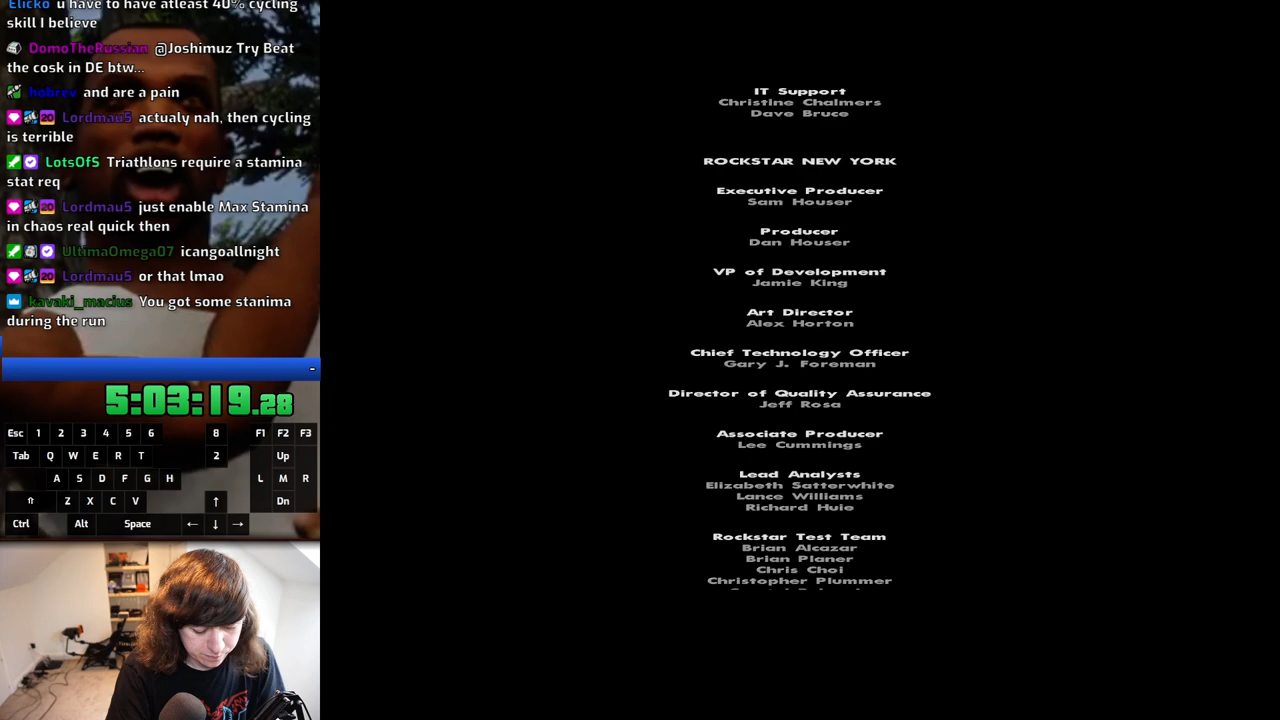 Elicko u have to have atleast 40% cycling
skill I believe
DomoTheRussian @Joshimuz Try Beat
the cosk in DE btw...
hobrev and are a pain
20 Lordmau5 actualy nah, then cycling
is terrible
LotsOfS Triathlons require a stamina
stat req
20 Lordmau5 just enable Max Stamina
in chaos real quick then
UltimaOmega07 icangoallnight
20 Lordmau5 or that lmao
kavaki_macius You got some stanima
during the run
-
5:03:19.28
Esc 1 2 3 4 5 6 8 F1 F2 F3
Tab Q W E R T 2 Up
A S D F G H L M R
⇧ Z X C V ↑ Dn
Ctrl Alt Space ← ↓ →
IT Support
Christine Chalmers
Dave Bruce
ROCKSTAR NEW YORK
Executive Producer
Sam Houser
Producer
Dan Houser
VP of Development
Jamie King
Art Director
Alex Horton
Chief Technology Officer
Gary J. Foreman
Director of Quality Assurance
Jeff Rosa
Associate Producer
Lee Cummings
Lead Analysts
Elizabeth Satterwhite
Lance Williams
Richard Huie
Rockstar Test Team
Brian Alcazar
Brian Planer
Chris Choi
Christopher Plummer